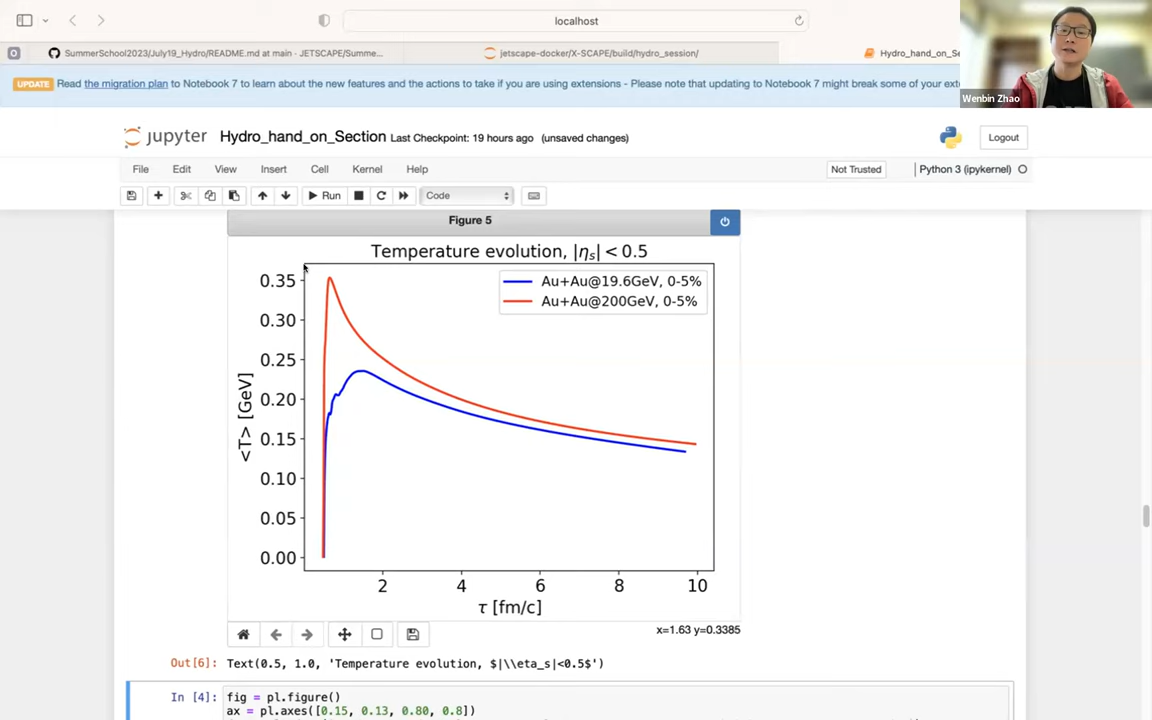 localhost
SummerSchool2023/July19_Hydro/README.md at main · JETSCAPE/Summe...
jetscape-docker/X-SCAPE/build/hydro_session/
Hydro_hand_on_Se
UPDATE Read the migration plan to Notebook 7 to learn about the new features and the actions to take if you are using extensions - Please note that updating to Notebook 7 might break some of your exte
Wenbin Zhao
jupyter Hydro_hand_on_Section Last Checkpoint: 19 hours ago (unsaved changes)
Logout
File Edit View Insert Cell Kernel Help
Not Trusted
Python 3 (ipykernel)
Run
Code
Figure 5
Temperature evolution, |ηs| < 0.5
Au+Au@19.6GeV, 0-5%
Au+Au@200GeV, 0-5%
<T> [GeV]
0.35
0.30
0.25
0.20
0.15
0.10
0.05
0.00
2 4 6 8 10
τ [fm/c]
x=1.63 y=0.3385
Out[6]: Text(0.5, 1.0, 'Temperature evolution, $|\\eta_s|<0.5$')
In [4]: fig = pl.figure()
ax = pl.axes([0.15, 0.13, 0.80, 0.8])